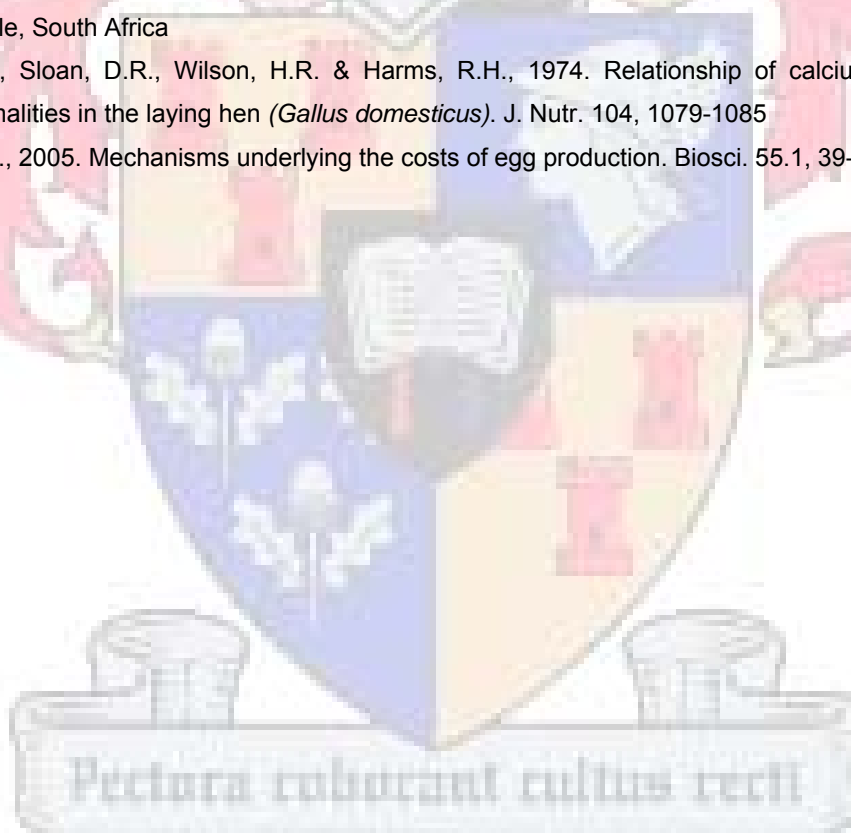 le, South Africa
, Sloan, D.R., Wilson, H.R. & Harms, R.H., 1974. Relationship of calciu
nalities in the laying hen (Gallus domesticus). J. Nutr. 104, 1079-1085
., 2005. Mechanisms underlying the costs of egg production. Biosci. 55.1, 39-
Pectora roborant cultus recti